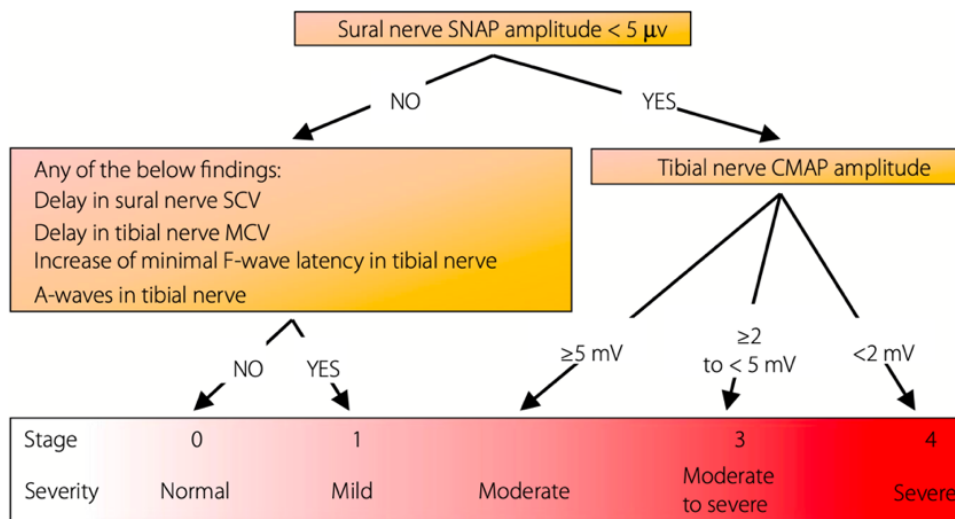 Sural nerve SNAP amplitude < 5 μv
NO
YES
Any of the below findings:
Delay in sural nerve SCV
Delay in tibial nerve MCV
Increase of minimal F-wave latency in tibial nerve
A-waves in tibial nerve
Tibial nerve CMAP amplitude
NO
YES
≥5 mV
≥2
to < 5 mV
<2 mV
Stage 0 1 3 4
Severity Normal Mild Moderate Moderate
to severe Severe